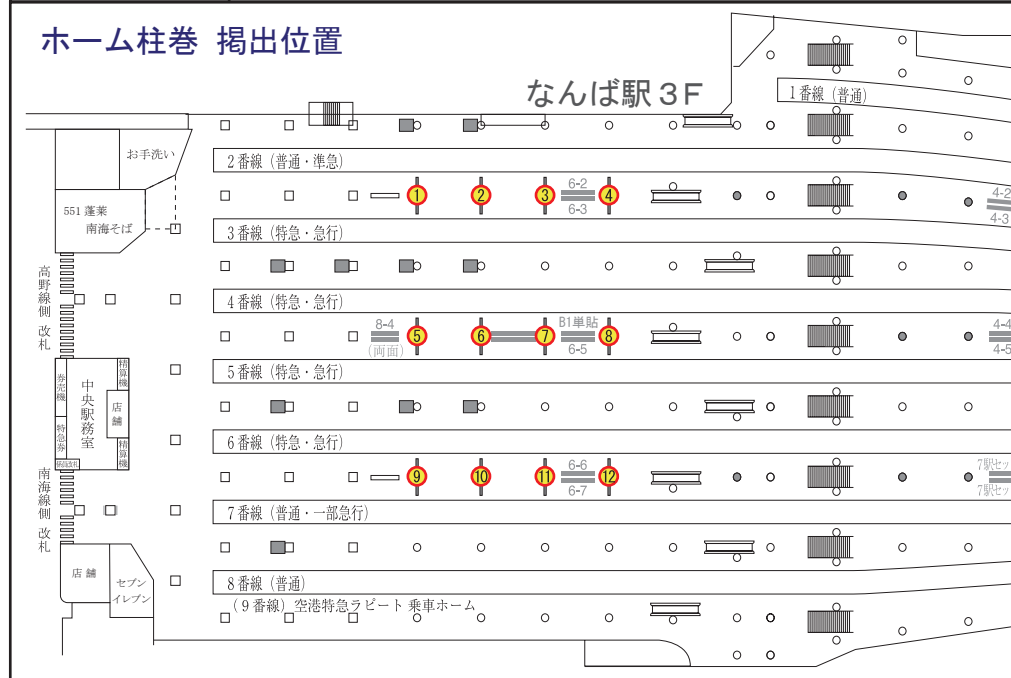 ホーム柱巻 掲出位置
なんば駅3F
1番線(普通)
お手洗い
2番線(普通・準急)
551 蓬莱
南海そば
① ② ③ 6-2 ④
6-3
4-2
4-3
3番線(特急・急行)
高野線側 改札
4番線(特急・急行)
8-4
(両面)
⑤ ⑥ ⑦ B1単貼 ⑧
6-5
4-4
4-5
5番線(特急・急行)
券売機
特急券
中央駅務室
精算機
店舗
精算機
6番線(特急・急行)
南海線側 改札
⑨ ⑩ ⑪ 6-6 ⑫
6-7
7駅セッ
7駅セッ
7番線(普通・一部急行)
店舗
セブン
イレブン
8番線(普通)
(9番線)空港特急ラピート 乗車ホーム